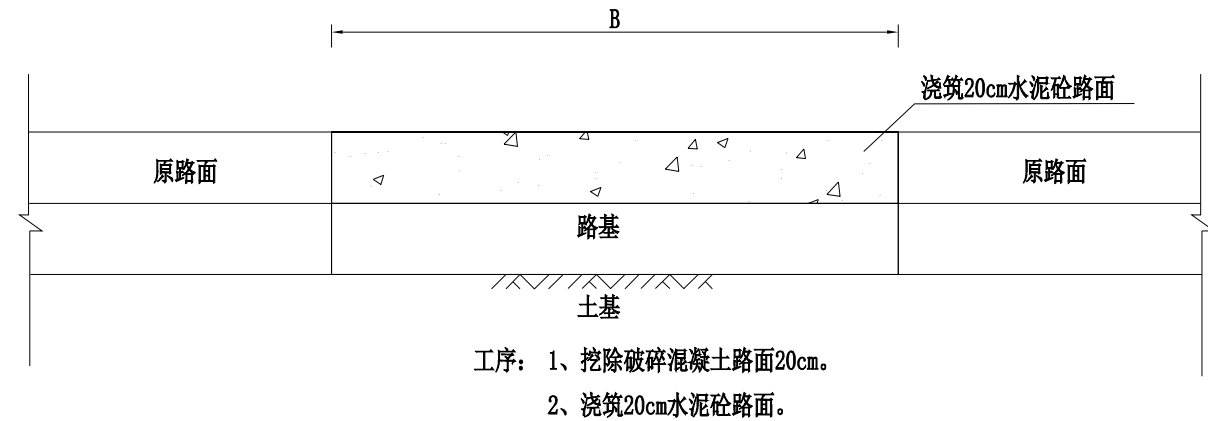 B
浇筑20cm水泥砼路面
原路面
原路面
路基
土基
工序： 1、挖除破碎混凝土路面20cm。
2、浇筑20cm水泥砼路面。